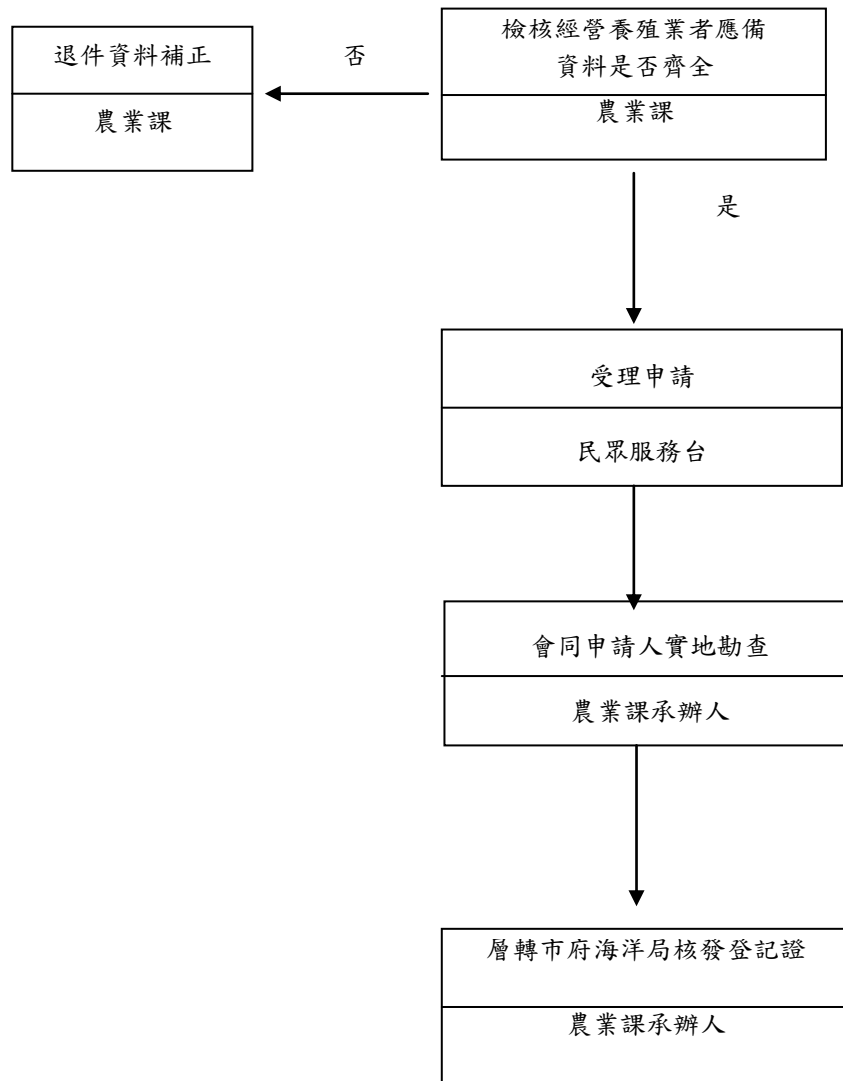 退件資料補正
農業課
否
檢核經營養殖業者應備
資料是否齊全
農業課
是
受理申請
民眾服務台
會同申請人實地勘查
農業課承辦人
層轉市府海洋局核發登記證
農業課承辦人